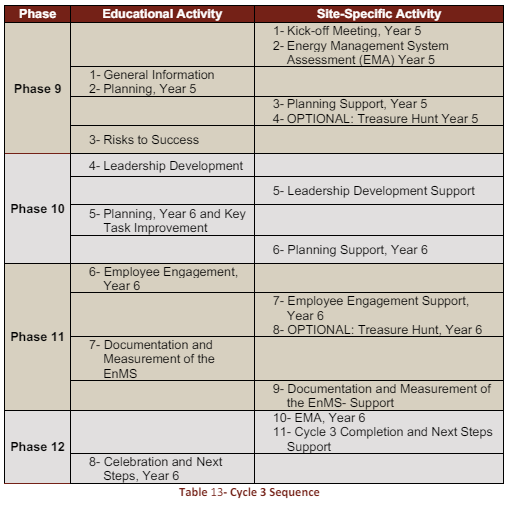 Phase Educational Activity Site-Specific Activity
1- Kick-off Meeting, Year 5
2- Energy Management System
Assessment (EMA) Year 5
Phase 9
1- General Information
2- Planning, Year 5
3- Planning Support, Year 5
4- OPTIONAL: Treasure Hunt Year 5
3- Risks to Success
Phase 10
4- Leadership Development
5- Leadership Development Support
5- Planning, Year 6 and Key
Task Improvement
6- Planning Support, Year 6
Phase 11
6- Employee Engagement,
Year 6
7- Employee Engagement Support,
Year 6
8- OPTIONAL: Treasure Hunt, Year 6
7- Documentation and
Measurement of the
EnMS
9- Documentation and Measurement of
the EnMS- Support
Phase 12
10- EMA, Year 6
11- Cycle 3 Completion and Next Steps
Support
8- Celebration and Next
Steps, Year 6
Table 13- Cycle 3 Sequence